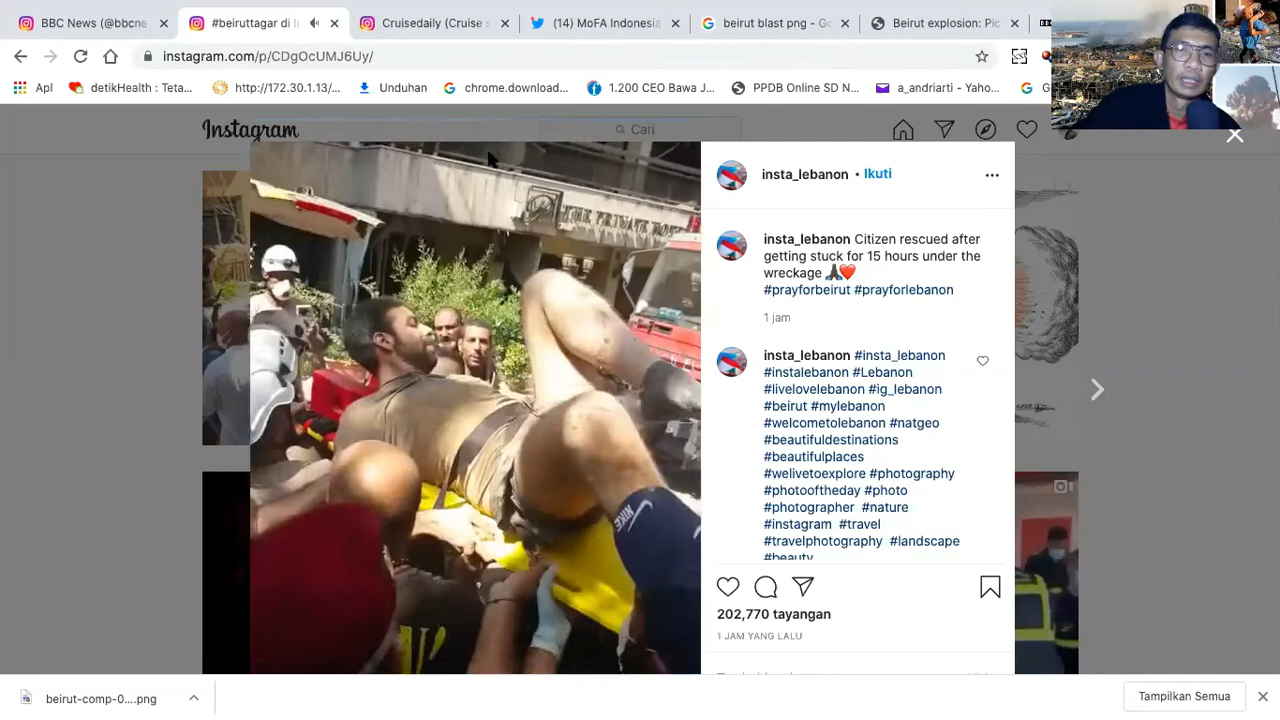 BBC News (@bbcne
#beiruttagar di I
Cruisedaily (Cruise s
(14) MoFA Indonesia
beirut blast png - Go
Beirut explosion: Pic
instagram.com/p/CDgOcUMJ6Uy/
Apl
detikHealth : Teta...
http://172.30.1.13/...
Unduhan
chrome.download...
1.200 CEO Bawa J...
PPDB Online SD N...
a_andriarti - Yaho...
Instagram
Cari
THE PRIVATE
NIKE
insta_lebanon • Ikuti
insta_lebanon Citizen rescued after
getting stuck for 15 hours under the
wreckage 🙏🏿❤️
#prayforbeirut #prayforlebanon
1 jam
insta_lebanon #insta_lebanon
#instalebanon #Lebanon
#livelovelebanon #ig_lebanon
#beirut #mylebanon
#welcometolebanon #natgeo
#beautifuldestinations
#beautifulplaces
#welivetoexplore #photography
#photooftheday #photo
#photographer #nature
#instagram #travel
#travelphotography #landscape
#beauty
202,770 tayangan
1 JAM YANG LALU
beirut-comp-0....png
Tampilkan Semua